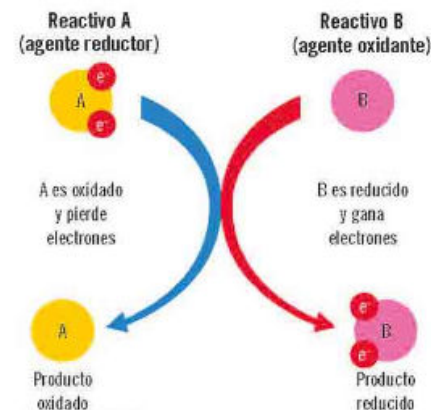 Reactivo A
(agente reductor)
Reactivo B
(agente oxidante)
e-
A
e-
B
A es oxidado
y pierde
electrones
B es reducido
y gana
electrones
A
e-
B
e-
Producto
oxidado
Producto
reducido